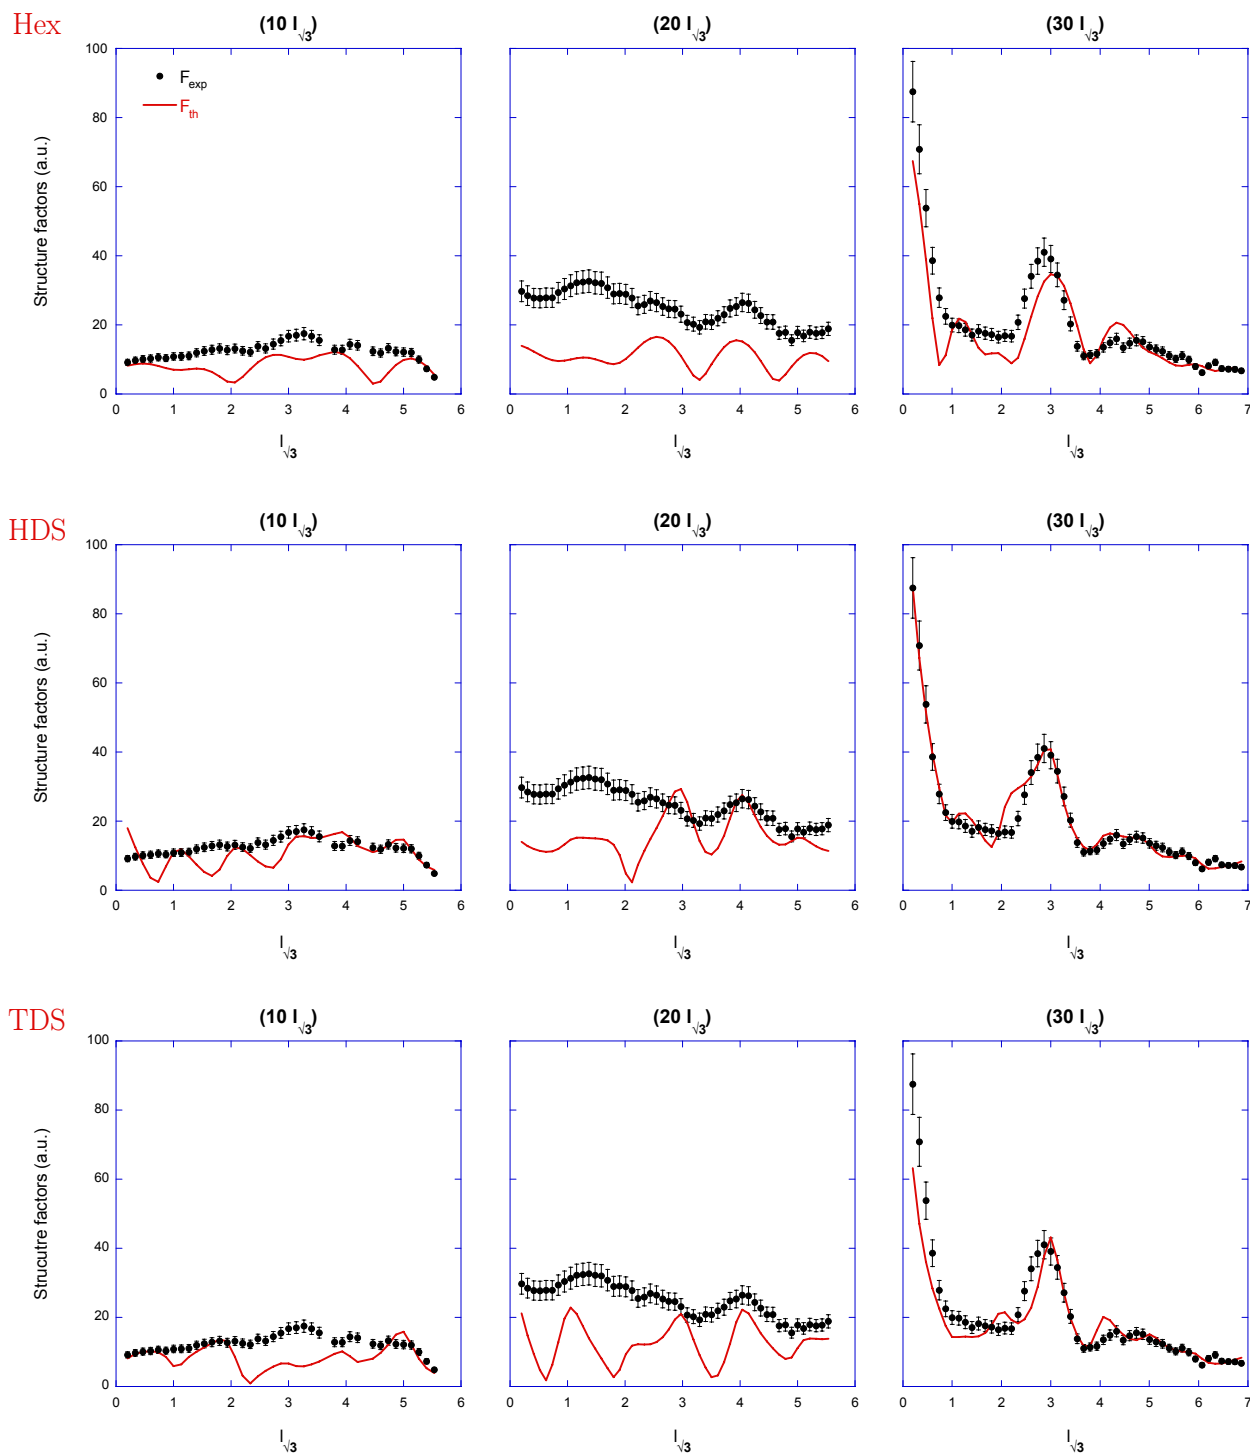 Hex
(10 l√3) (20 l√3) (30 l√3)
100
80
60
40
20
0
Structure factors (a.u.)
F_exp
F_th
0 1 2 3 4 5 6
0 1 2 3 4 5 6
0 1 2 3 4 5 6 7
l√3 l√3 l√3
HDS
(10 l√3) (20 l√3) (30 l√3)
100
80
60
40
20
0
Structure factors (a.u.)
0 1 2 3 4 5 6
0 1 2 3 4 5 6
0 1 2 3 4 5 6 7
l√3 l√3 l√3
TDS
(10 l√3) (20 l√3) (30 l√3)
100
80
60
40
20
0
Strucutre factors (a.u.)
0 1 2 3 4 5 6
0 1 2 3 4 5 6
0 1 2 3 4 5 6 7
l√3 l√3 l√3